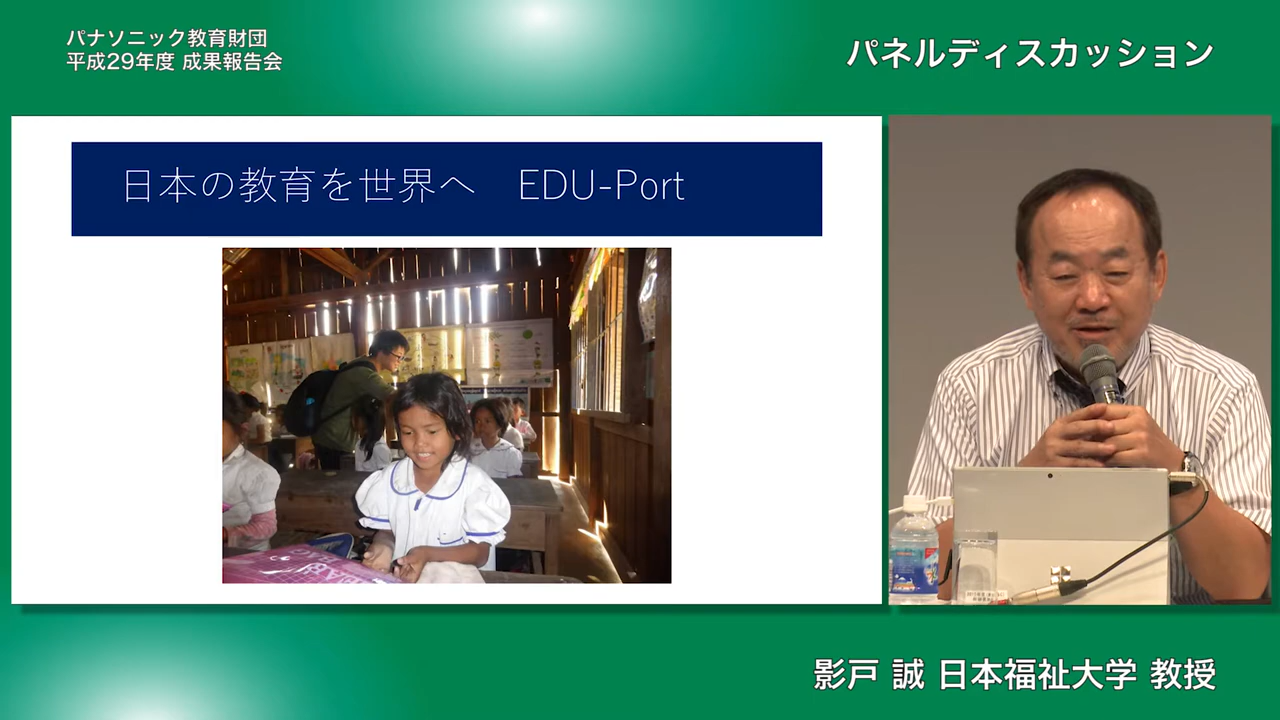 パナソニック教育財団
平成29年度 成果報告会
パネルディスカッション
日本の教育を世界へ EDU-Port
影戸 誠 日本福祉大学 教授